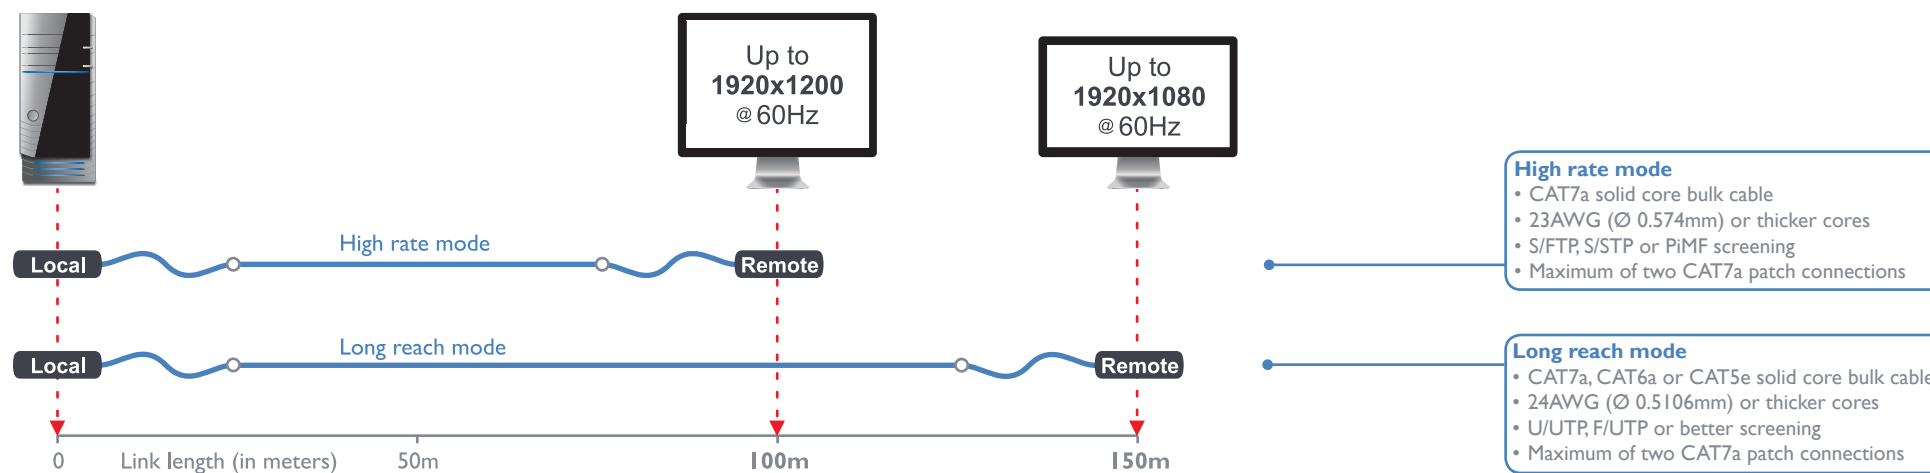 Up to
1920x1200
@ 60Hz
Up to
1920x1080
@ 60Hz
High rate mode
• CAT7a solid core bulk cable
• 23AWG (Ø 0.574mm) or thicker cores
• S/FTP, S/STP or PiMF screening
• Maximum of two CAT7a patch connections
High rate mode
Local
Remote
Long reach mode
Local
Remote
Long reach mode
• CAT7a, CAT6a or CAT5e solid core bulk cable
• 24AWG (Ø 0.5106mm) or thicker cores
• U/UTP, F/UTP or better screening
• Maximum of two CAT7a patch connections
0 Link length (in meters) 50m 100m 150m